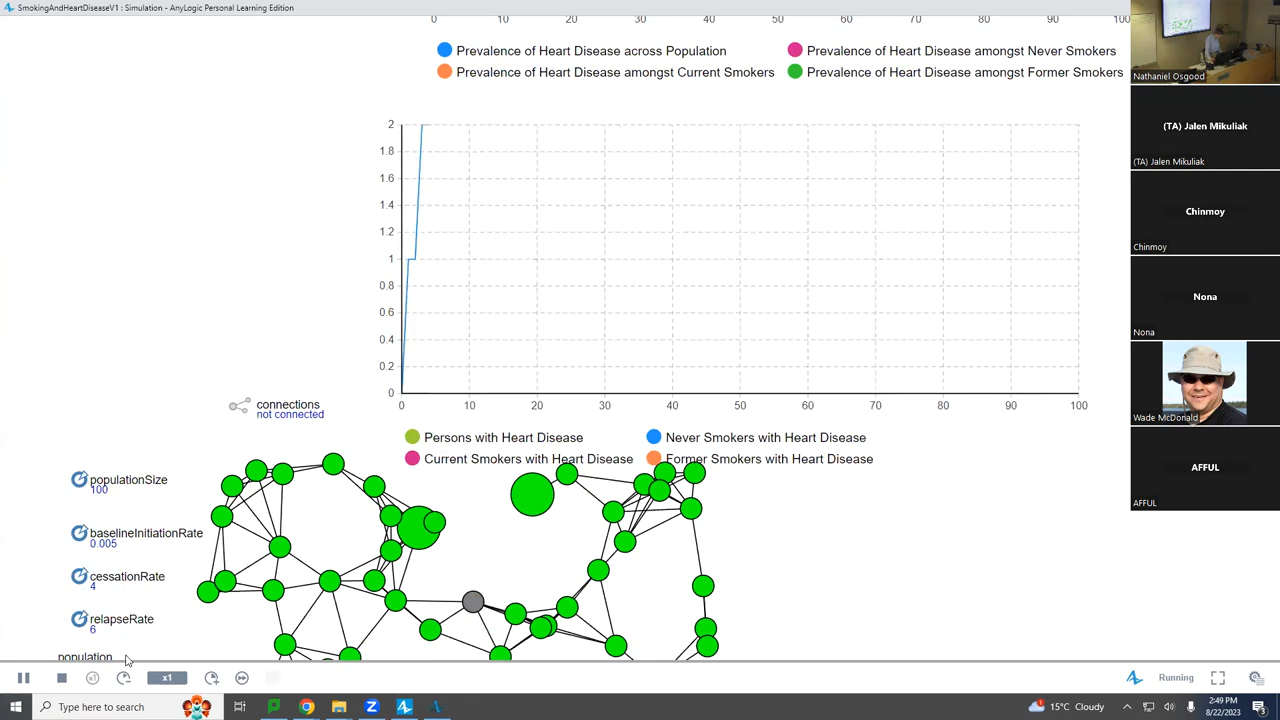 SmokingAndHeartDiseaseV1 : Simulation - AnyLogic Personal Learning Edition
0 10 20 30 40 50 60 70 80 90 100
Prevalence of Heart Disease across Population
Prevalence of Heart Disease amongst Never Smokers
Prevalence of Heart Disease amongst Current Smokers
Prevalence of Heart Disease amongst Former Smokers
2
1.8
1.6
1.4
1.2
1
0.8
0.6
0.4
0.2
0
0 10 20 30 40 50 60 70 80 90 100
connections
not connected
Persons with Heart Disease
Never Smokers with Heart Disease
Current Smokers with Heart Disease
Former Smokers with Heart Disease
populationSize
100
baselineInitiationRate
0.005
cessationRate
4
relapseRate
6
population
x1
Running
Type here to search
15°C Cloudy
2:49 PM
8/22/2023
Nathaniel Osgood
(TA) Jalen Mikuliak
(TA) Jalen Mikuliak
Chinmoy
Chinmoy
Nona
Nona
Wade McDonald
AFFUL
AFUL